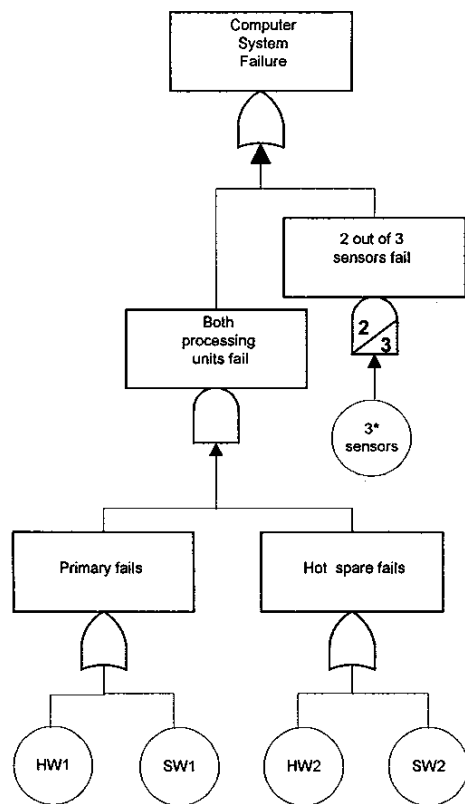 Computer
System
Failure
2 out of 3
sensors fail
2
3
Both
processing
units fail
3*
sensors
Primary fails
Hot spare fails
HW1
SW1
HW2
SW2